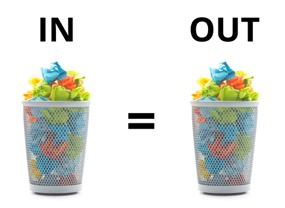 IN OUT
=